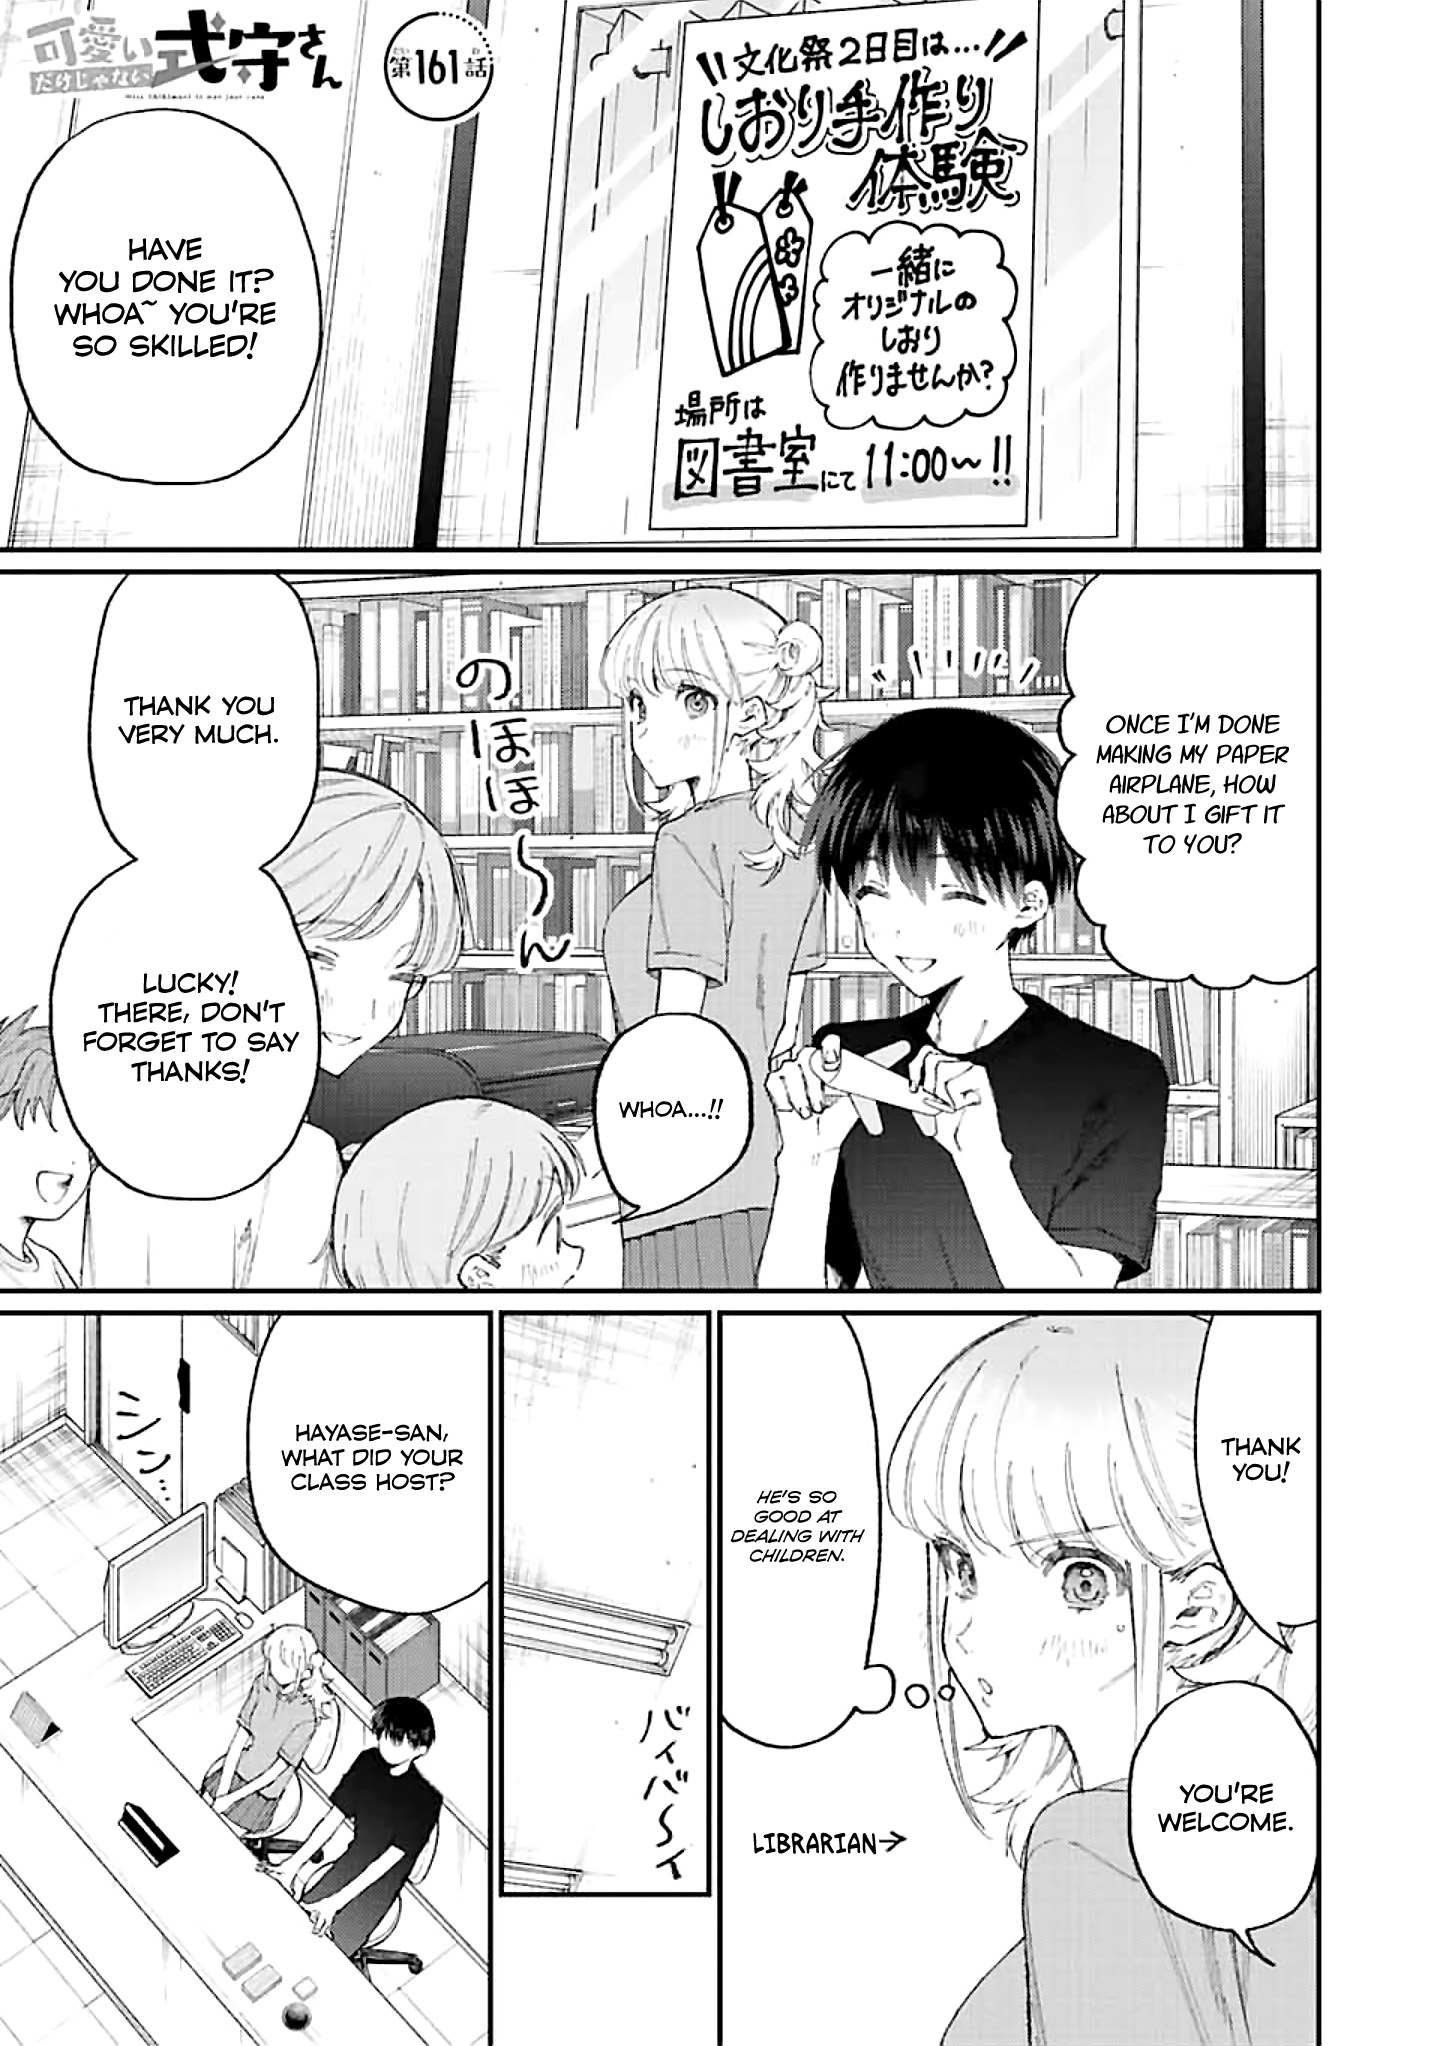 可愛い
だけじゃない
式守さん
Miss shikimori is not just cute
第161話
だい
わ
文化祭2日目は…
しおり手作り
体験
一緒に
オリジナルの
しおり
作りませんか?
場所は
図書室にて 11:00~!!
HAVE
YOU DONE IT?
WHOA~ YOU'RE
SO SKILLED!
ONCE I'M DONE
MAKING MY PAPER
AIRPLANE, HOW
ABOUT I GIFT IT
TO YOU?
のほほ~ん
THANK YOU
VERY MUCH.
WHOA...!!
LUCKY!
THERE, DON'T
FORGET TO SAY
THANKS!
THANK
YOU!
HE'S SO
GOOD AT
DEALING WITH
CHILDREN.
YOU'RE
WELCOME.
LIBRARIAN→
バイバ~イ
HAYASE-SAN,
WHAT DID YOUR
CLASS HOST?
シン…